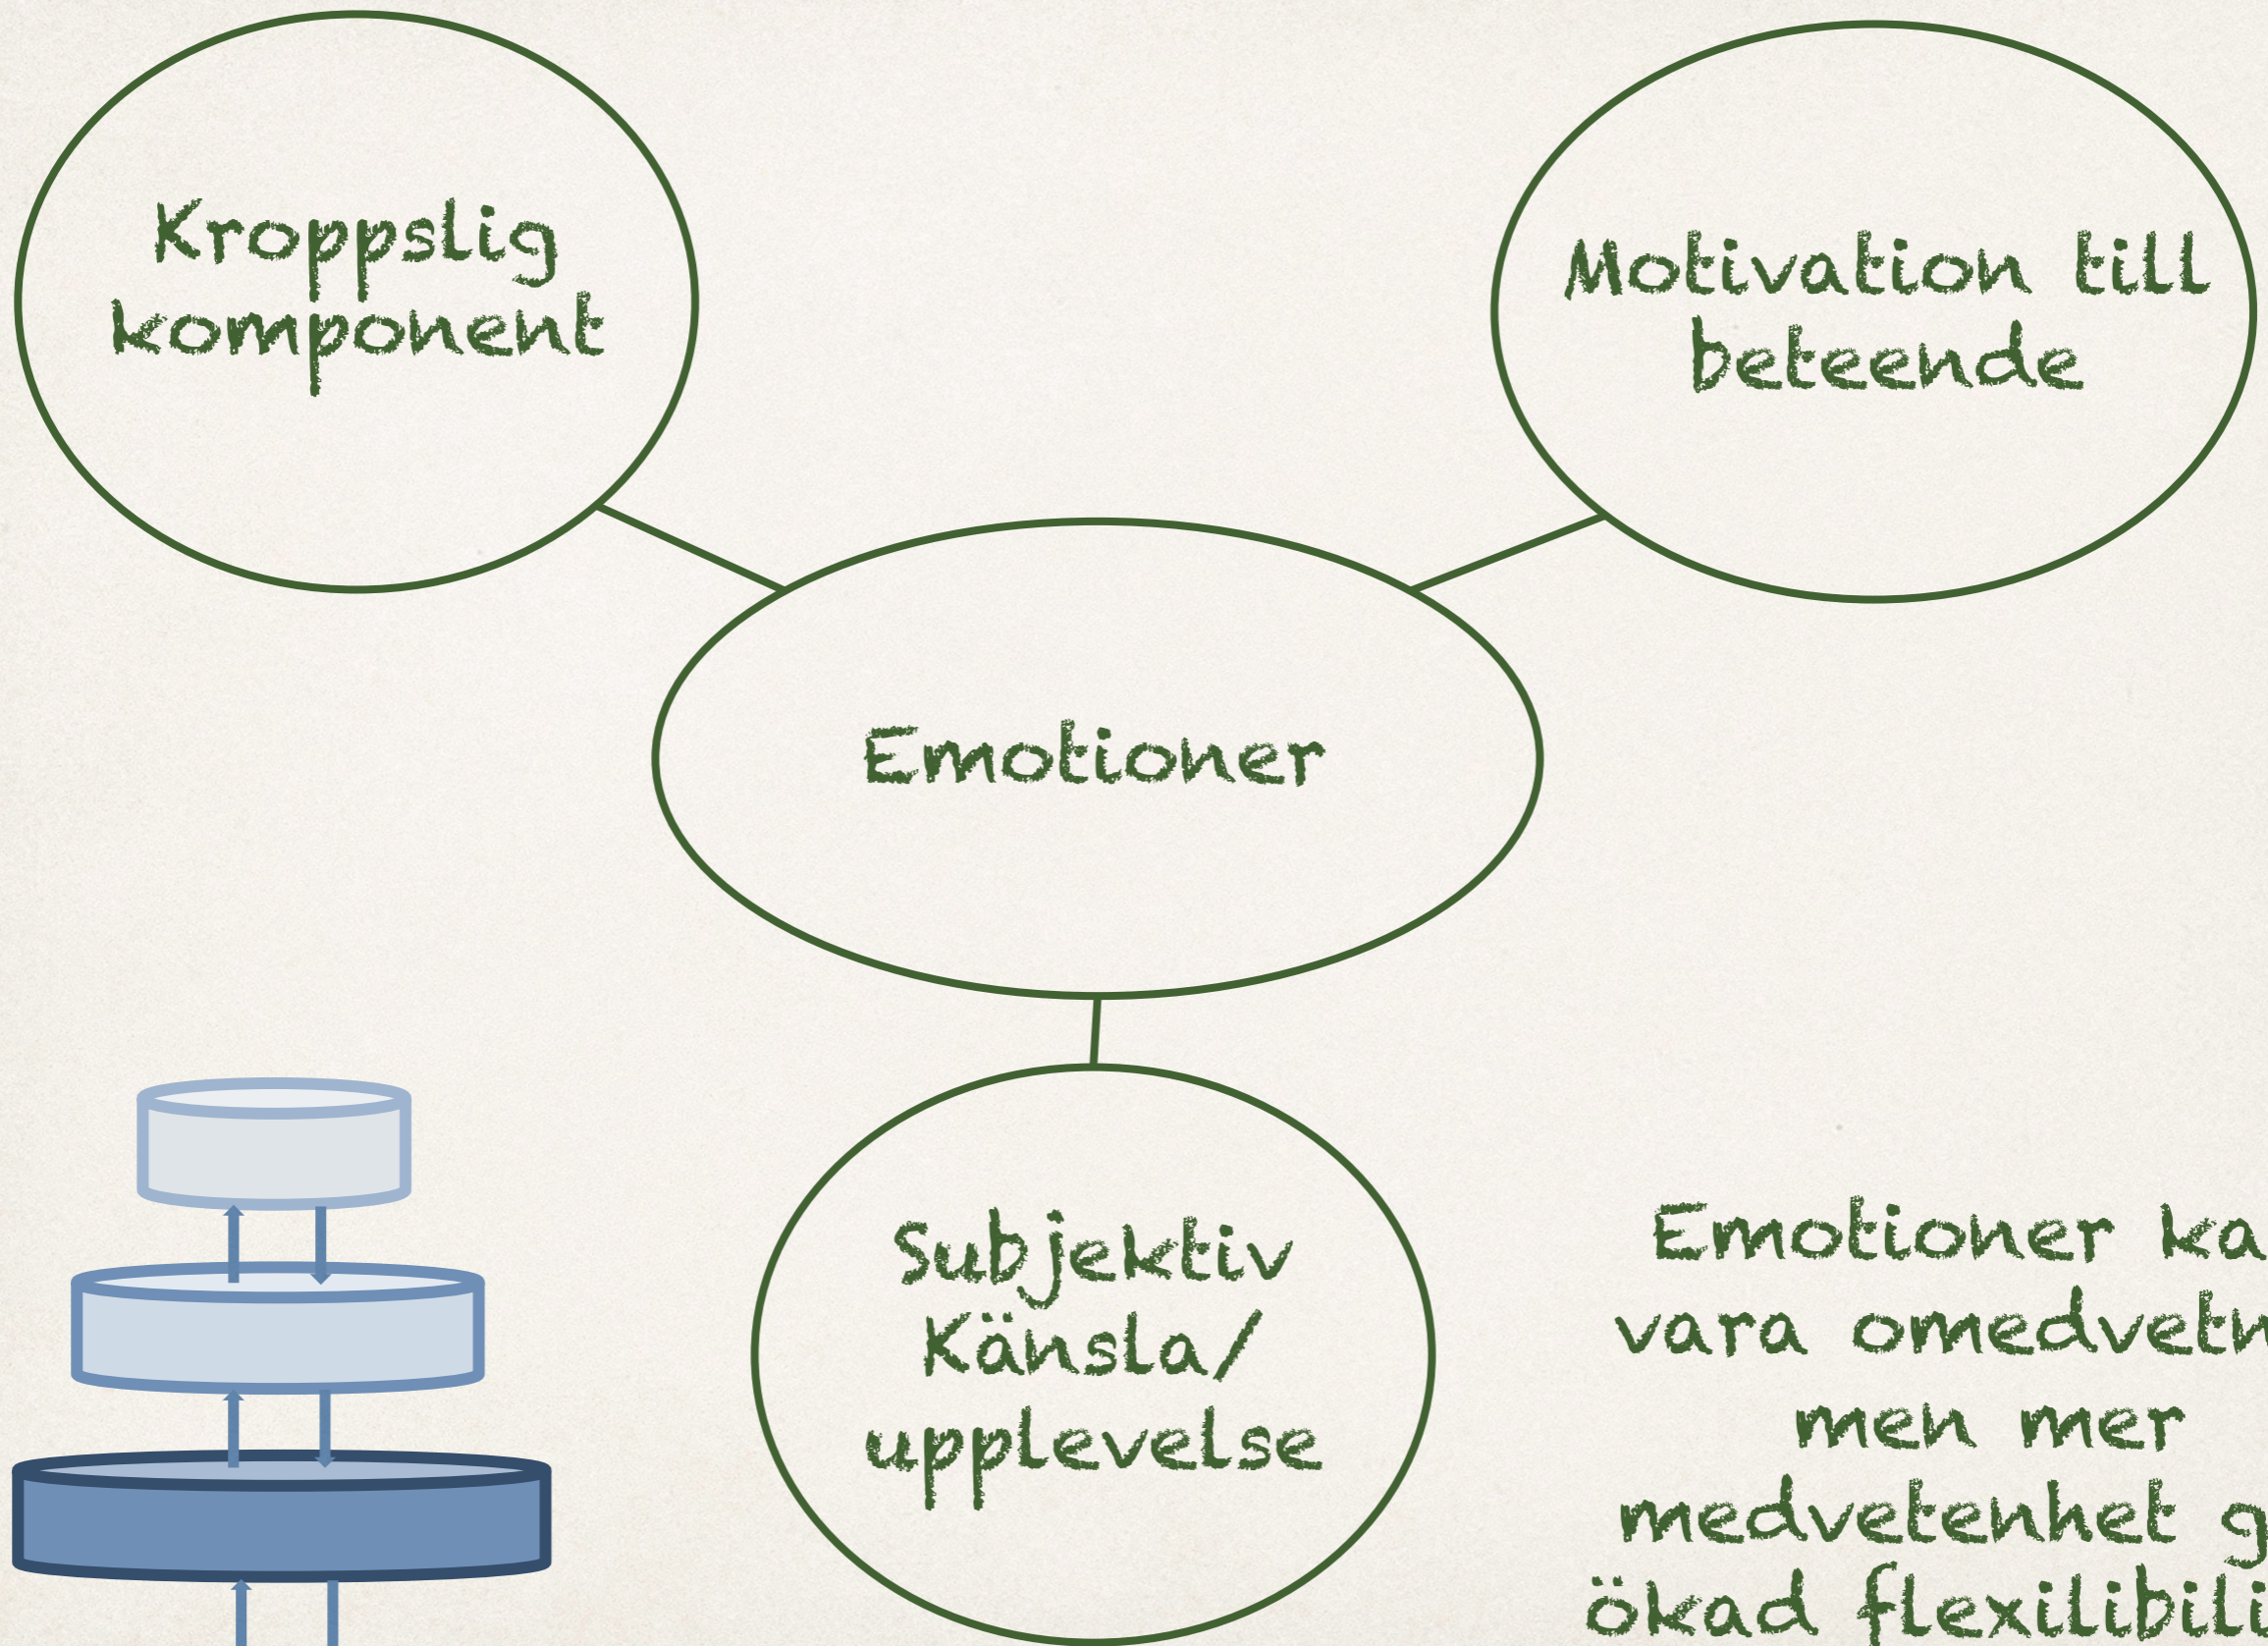 Kroppslig
komponent
Motivation till
beteende
Emotioner
Subjektiv
Känsla/
upplevelse
Emotioner ka
vara omedvetn
men mer
medvetenhet g
ökad flexilibili